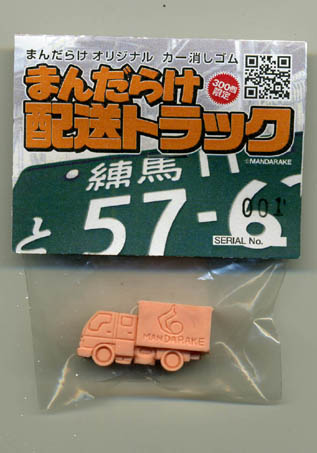 まんだらけ オリジナル カー消しゴム
まんだらけ
300個
限定
配送トラック
©MANDARAKE
練馬
と 57-6
001
SERIAL No.
MANDARAKE